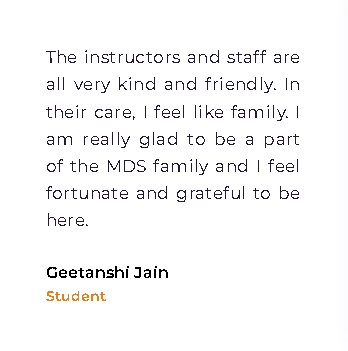 The instructors and staff are
all very kind and friendly. In
their care, I feel like family. I
am really glad to be a part
of the MDS family and I feel
fortunate and grateful to be
here.
Geetanshi Jain
Student